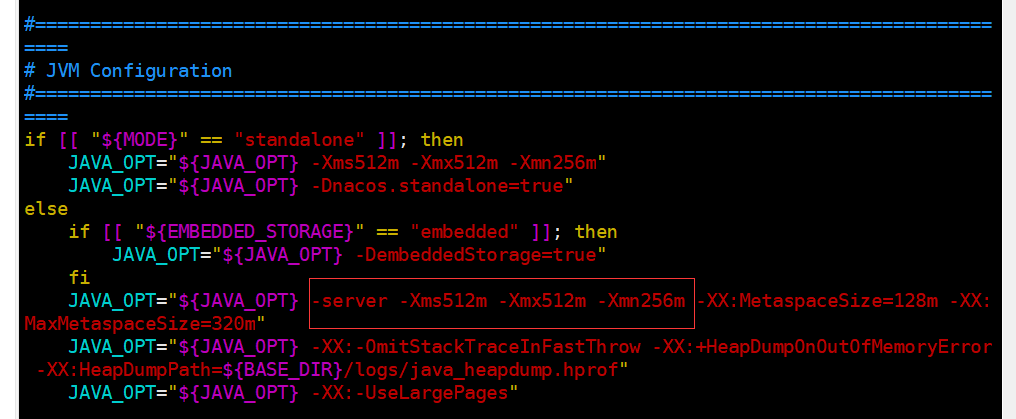 #=======================================================================================
====
# JVM Configuration
#=======================================================================================
====
if [[ "${MODE}" == "standalone" ]]; then
    JAVA_OPT="${JAVA_OPT} -Xms512m -Xmx512m -Xmn256m"
    JAVA_OPT="${JAVA_OPT} -Dnacos.standalone=true"
else
    if [[ "${EMBEDDED_STORAGE}" == "embedded" ]]; then
        JAVA_OPT="${JAVA_OPT} -DembeddedStorage=true"
    fi
    JAVA_OPT="${JAVA_OPT} -server -Xms512m -Xmx512m -Xmn256m -XX:MetaspaceSize=128m -XX:
MaxMetaspaceSize=320m"
    JAVA_OPT="${JAVA_OPT} -XX:-OmitStackTraceInFastThrow -XX:+HeapDumpOnOutOfMemoryError
 -XX:HeapDumpPath=${BASE_DIR}/logs/java_heapdump.hprof"
    JAVA_OPT="${JAVA_OPT} -XX:-UseLargePages"